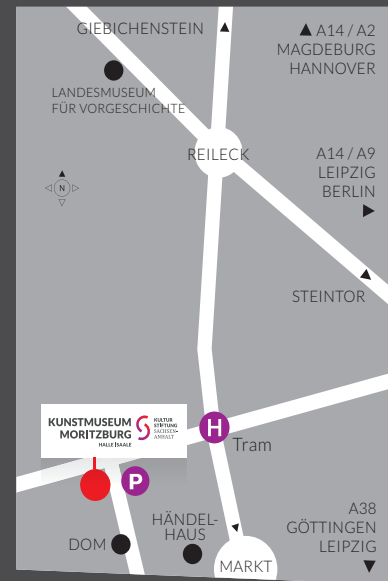 GIEBICHENSTEIN
A14 / A2
MAGDEBURG
HANNOVER
LANDESMUSEUM
FÜR VORGESCHICHTE
REILECK
A14 / A9
LEIPZIG
BERLIN
N
STEINTOR
KUNSTMUSEUM
MORITZBURG
HALLE|SAALE
KULTUR
STIFTUNG
SACHSEN-
ANHALT
H
Tram
P
HÄNDEL-
HAUS
DOM
MARKT
A38
GÖTTINGEN
LEIPZIG